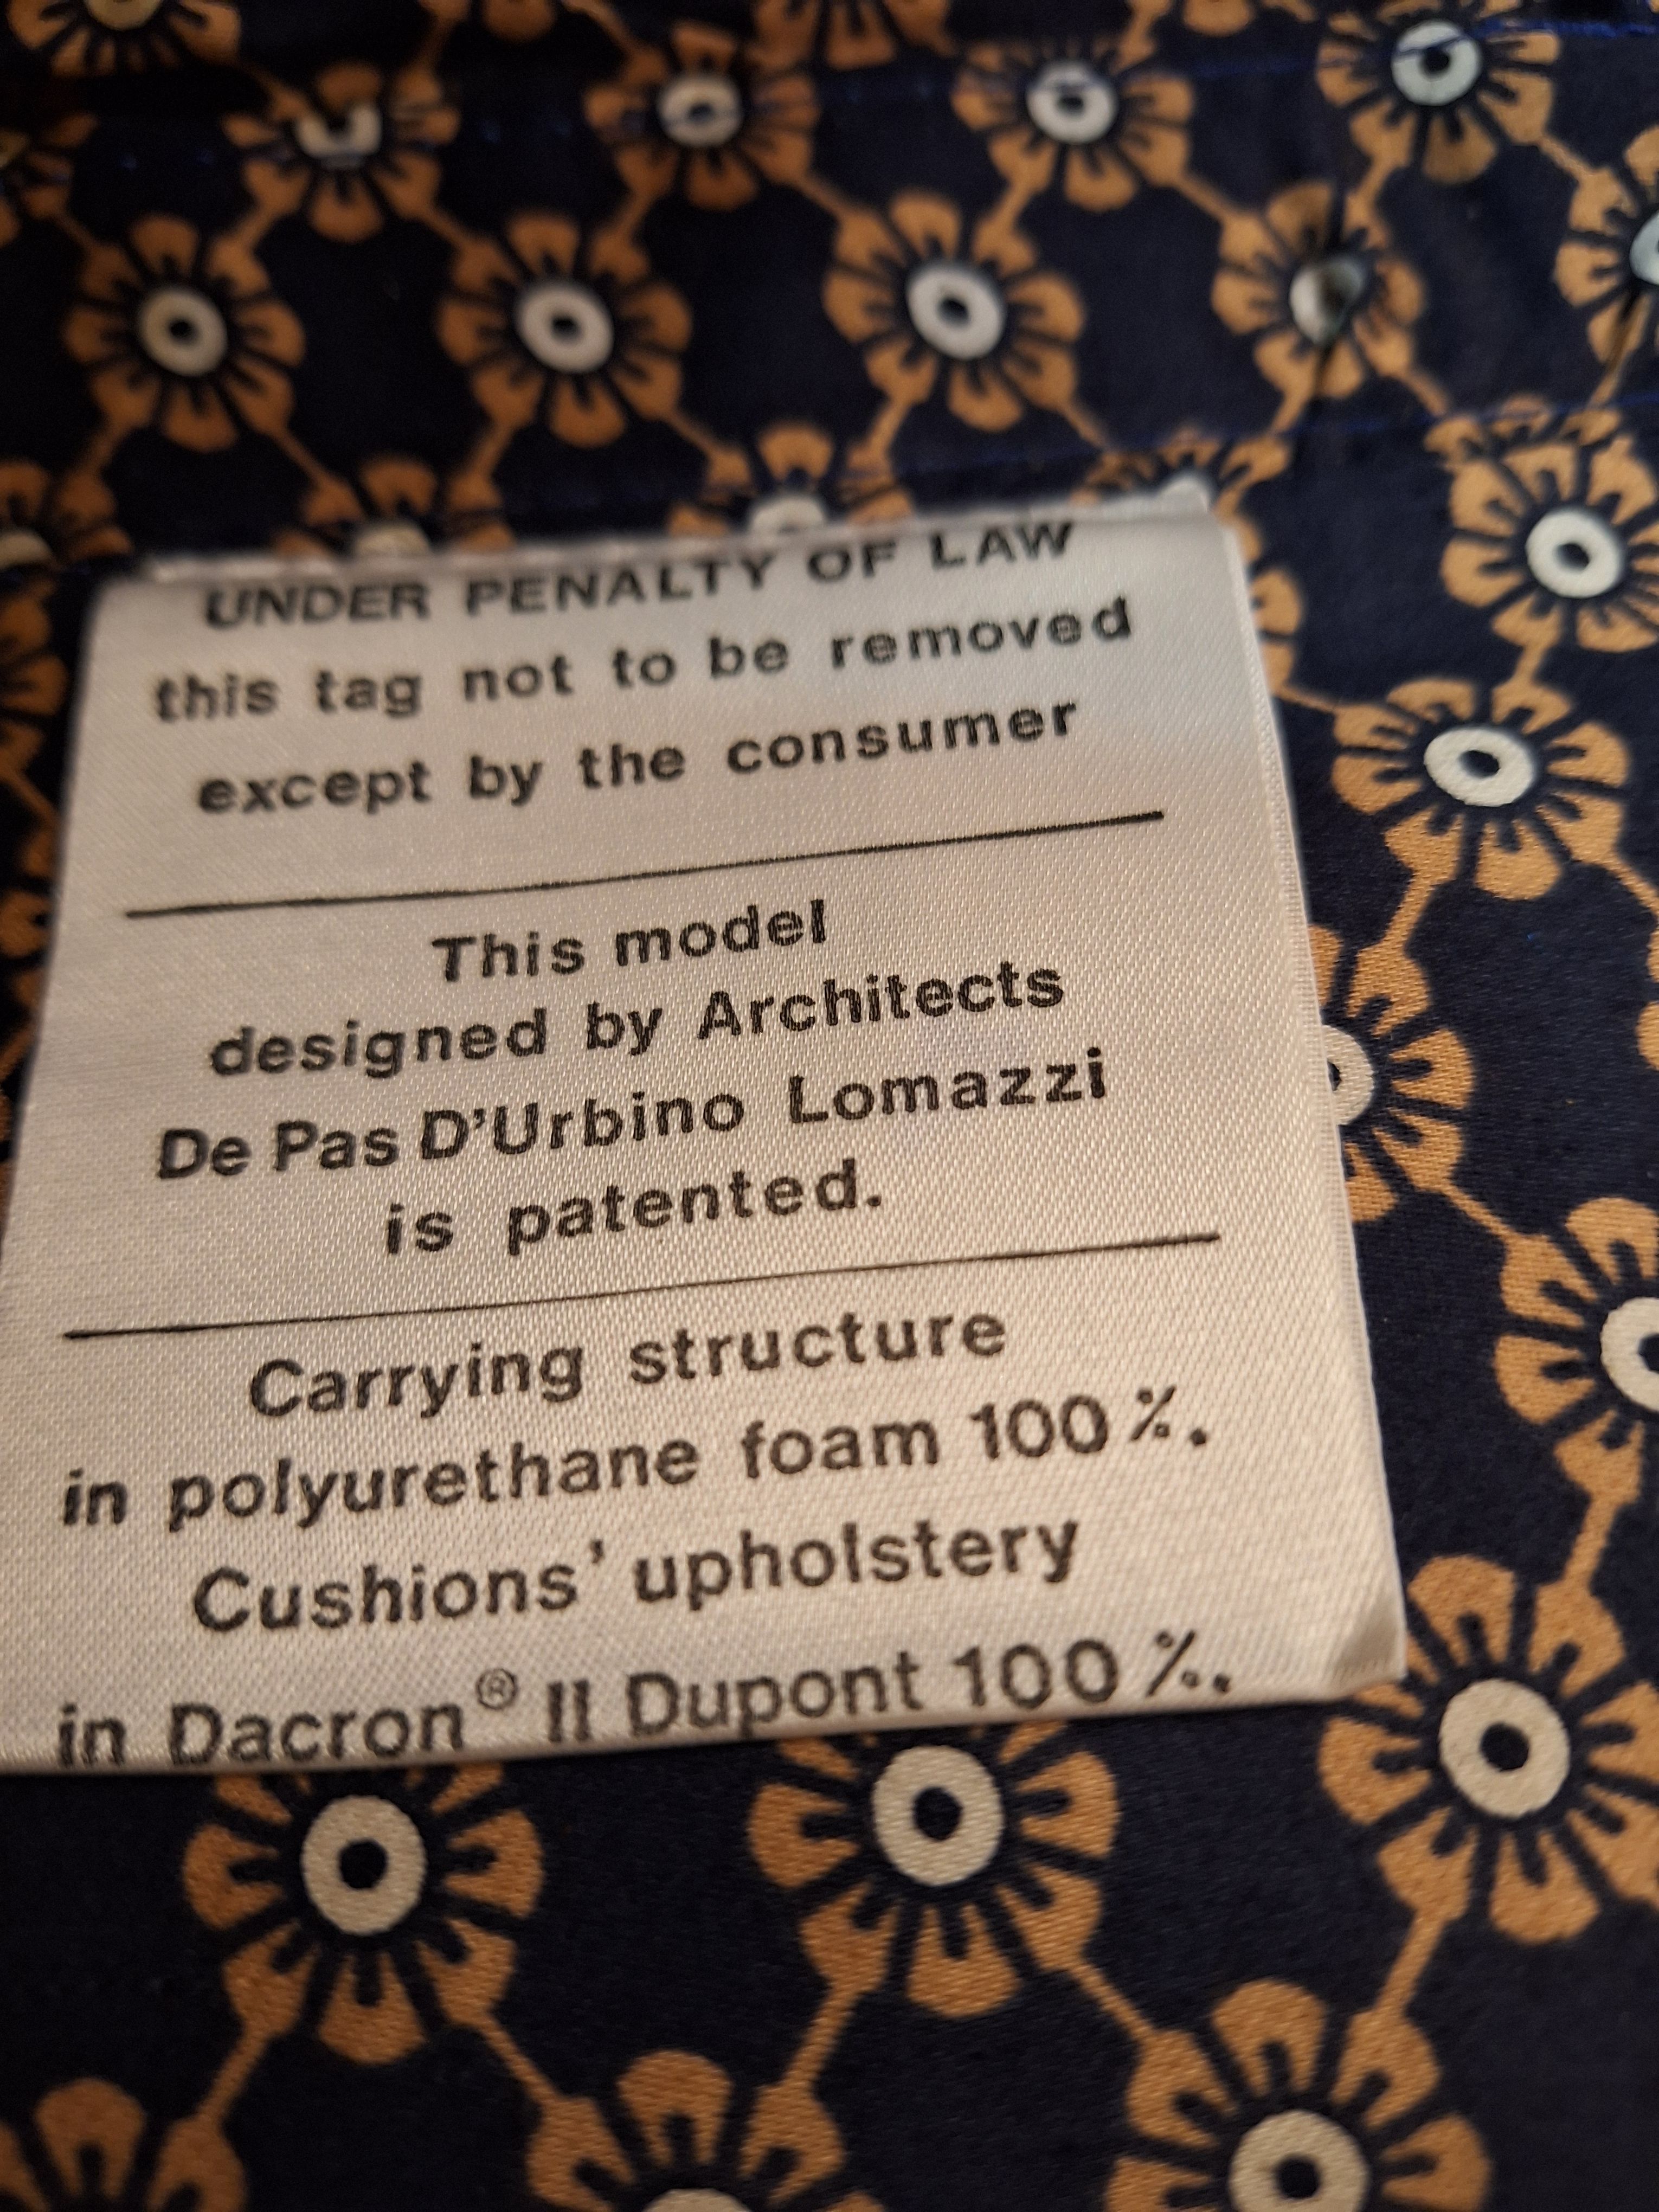 UNDER PENALTY OF LAW
this tag not to be removed
except by the consumer
This model
designed by Architects
De Pas D'Urbino Lomazzi
is patented.
Carrying structure
in polyurethane foam 100%.
Cushions' upholstery
in Dacron® II Dupont 100%.